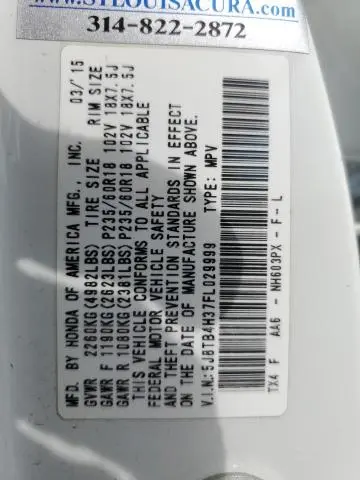 www.STLOUISACURA.COM
314-822-2872
MFD. BY HONDA OF AMERICA MFG., INC. 03/15
GVWR 2260KG(4982LBS) TIRE SIZE RIM SIZE
GAWR F 1190KG(2623LBS)P235/60R18 102V 18X7.5J
GAWR R 1080KG(2381LBS)P235/60R18 102V 18X7.5J
THIS VEHICLE CONFORMS TO ALL APPLICABLE
FEDERAL MOTOR VEHICLE SAFETY
AND THEFT PREVENTION STANDARDS IN EFFECT
ON THE DATE OF MANUFACTURE SHOWN ABOVE.
V.I.N.:5J8TB4H37FL029999 TYPE: MPV
TX4 F AA6- NH603PX -F--L